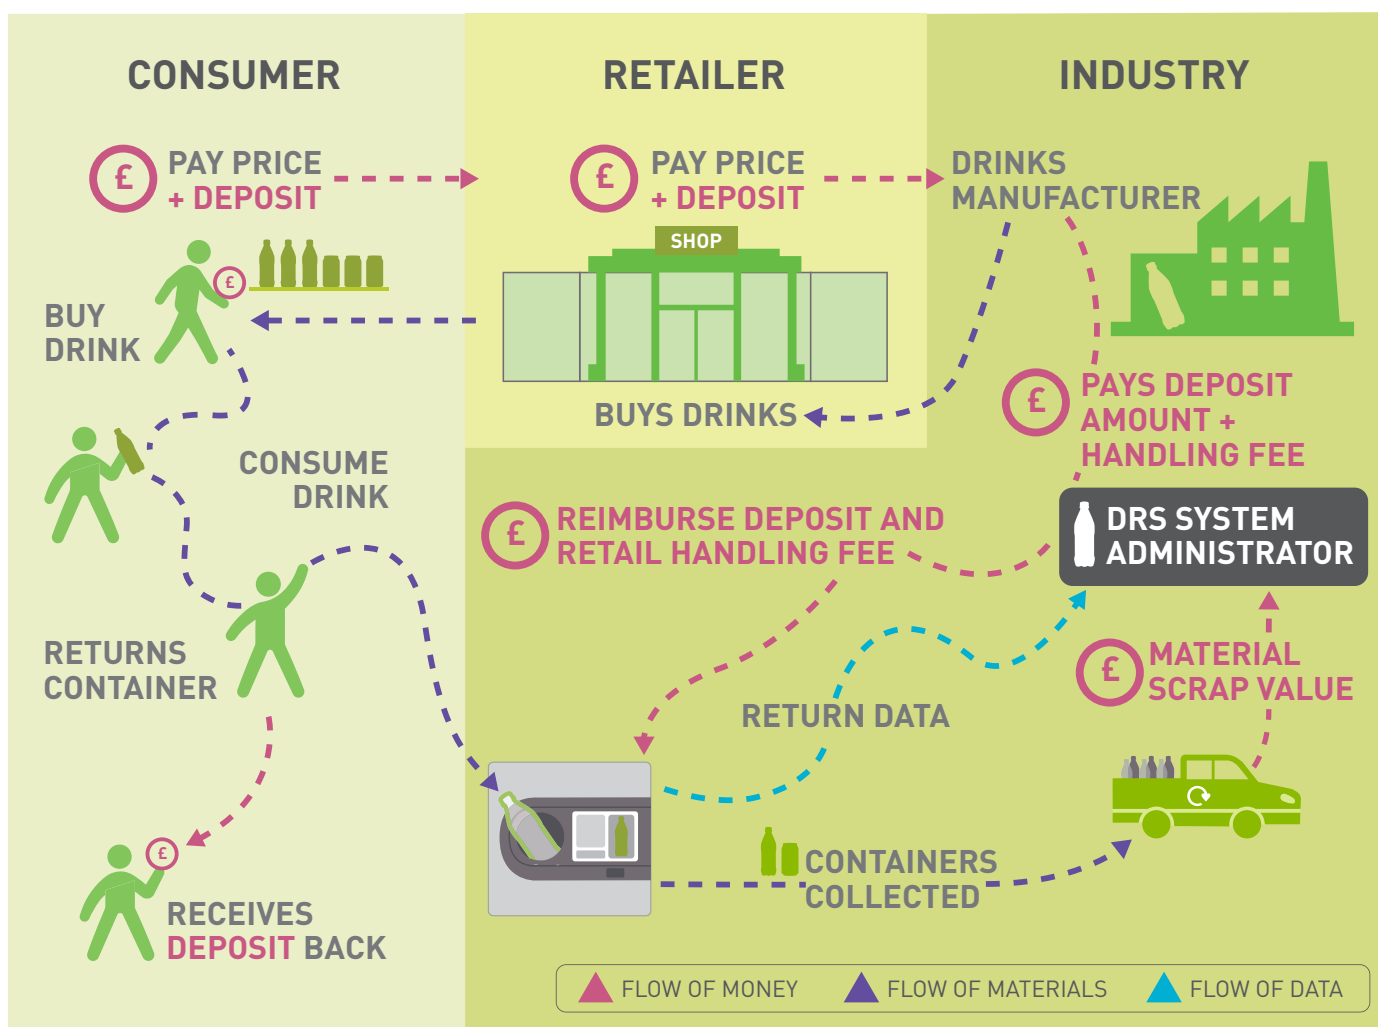 CONSUMER
RETAILER
INDUSTRY
£
PAY PRICE
+ DEPOSIT
£
PAY PRICE
+ DEPOSIT
DRINKS
MANUFACTURER
SHOP
£
BUY
DRINK
BUYS DRINKS
£
PAYS DEPOSIT
AMOUNT +
HANDLING FEE
CONSUME
DRINK
£
REIMBURSE DEPOSIT AND
RETAIL HANDLING FEE
DRS SYSTEM
ADMINISTRATOR
RETURNS
CONTAINER
£
MATERIAL
SCRAP VALUE
RETURN DATA
£
RECEIVES
DEPOSIT BACK
CONTAINERS
COLLECTED
FLOW OF MONEY
FLOW OF MATERIALS
FLOW OF DATA